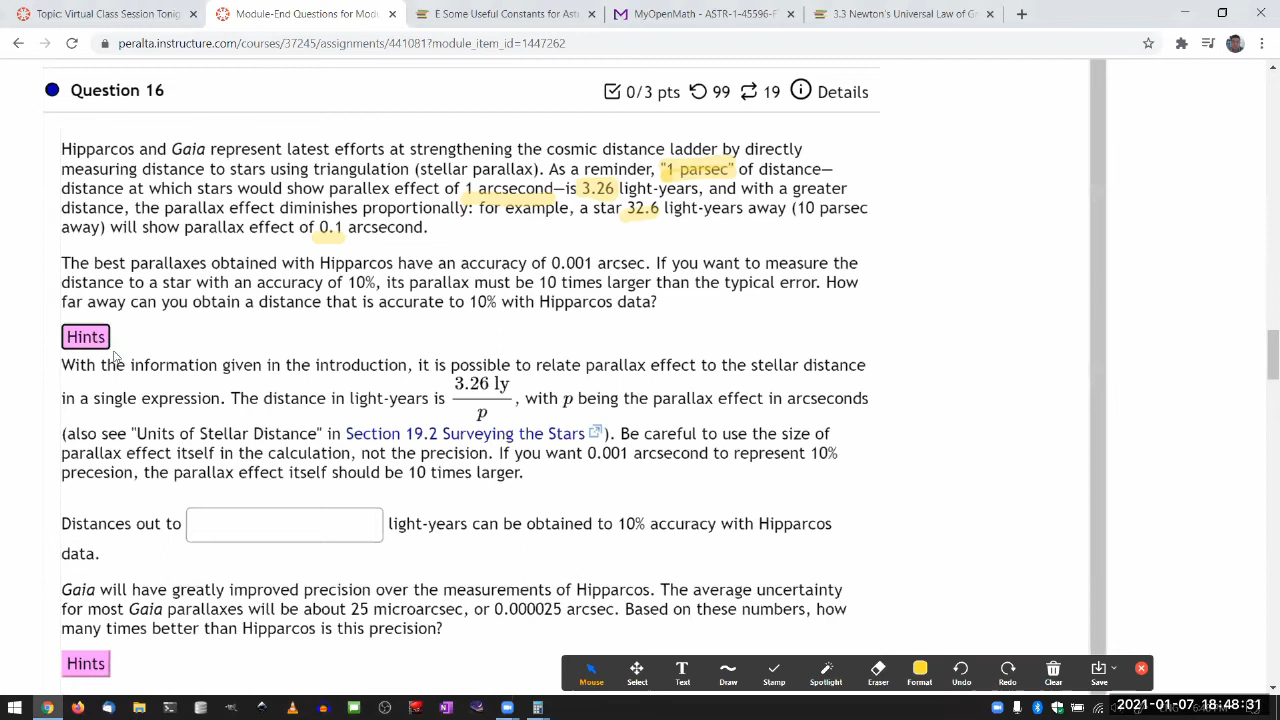 Topic: Virtual Class Session Tonig
Module-End Questions for Modu
E Some Useful Constants for Ast
MyOpenMath - ASTR-1-45596-F
3.3 Newton's Universal Law of Gr
peralta.instructure.com/courses/37245/assignments/441081?module_item_id=1447262
Question 16
0/3 pts 99 19 Details
Hipparcos and Gaia represent latest efforts at strengthening the cosmic distance ladder by directly
measuring distance to stars using triangulation (stellar parallax). As a reminder, "1 parsec" of distance—
distance at which stars would show parallex effect of 1 arcsecond—is 3.26 light-years, and with a greater
distance, the parallax effect diminishes proportionally: for example, a star 32.6 light-years away (10 parsec
away) will show parallax effect of 0.1 arcsecond.
The best parallaxes obtained with Hipparcos have an accuracy of 0.001 arcsec. If you want to measure the
distance to a star with an accuracy of 10%, its parallax must be 10 times larger than the typical error. How
far away can you obtain a distance that is accurate to 10% with Hipparcos data?
Hints
With the information given in the introduction, it is possible to relate parallax effect to the stellar distance
in a single expression. The distance in light-years is 3.26 ly / p, with p being the parallax effect in arcseconds
(also see "Units of Stellar Distance" in Section 19.2 Surveying the Stars). Be careful to use the size of
parallax effect itself in the calculation, not the precision. If you want 0.001 arcsecond to represent 10%
precesion, the parallax effect itself should be 10 times larger.
Distances out to light-years can be obtained to 10% accuracy with Hipparcos
data.
Gaia will have greatly improved precision over the measurements of Hipparcos. The average uncertainty
for most Gaia parallaxes will be about 25 microarcsec, or 0.000025 arcsec. Based on these numbers, how
many times better than Hipparcos is this precision?
Hints
Mouse Select Text Draw Stamp Spotlight Eraser Format Undo Redo Clear Save
2021-01-07 18:48:31